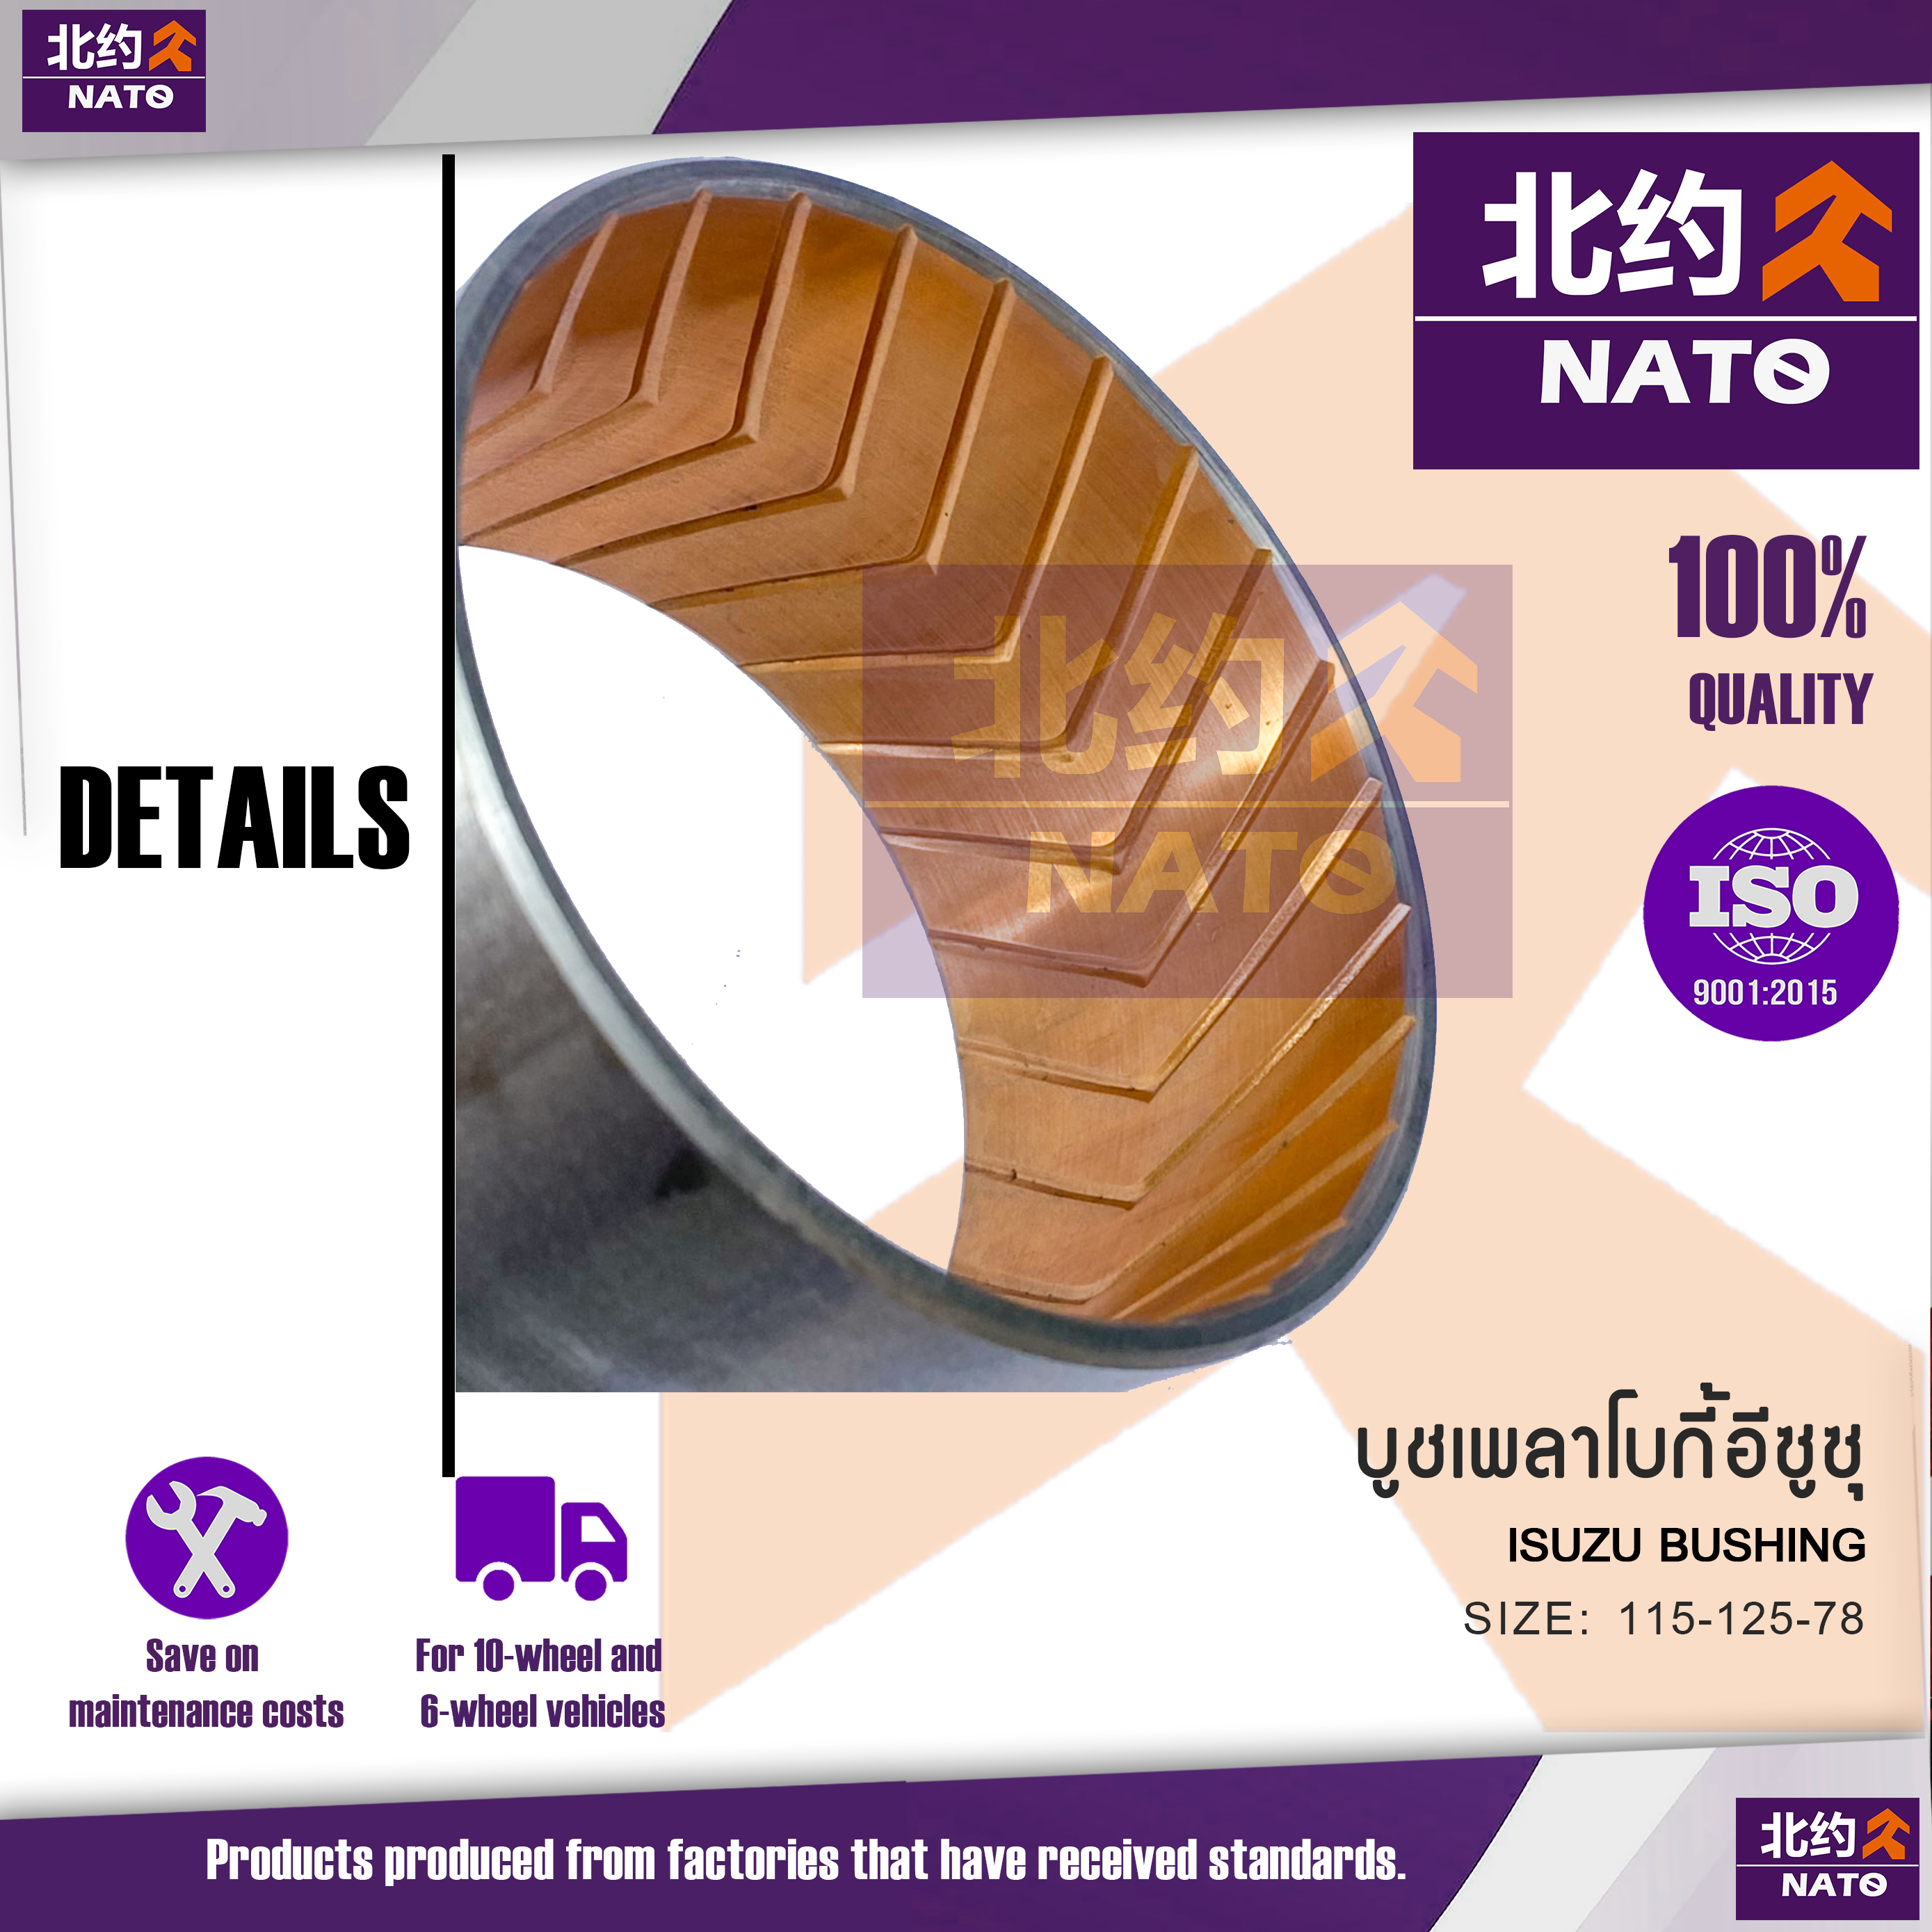 北约
NATO
北约
NATO
100%
QUALITY
北约
NATO
DETAILS
ISO
9001:2015
บูชเพลาโบกี้อีซูซุ
ISUZU BUSHING
SIZE: 115-125-78
Save on
maintenance costs
For 10-wheel and
6-wheel vehicles
Products produced from factories that have received standards.
北约
NATO